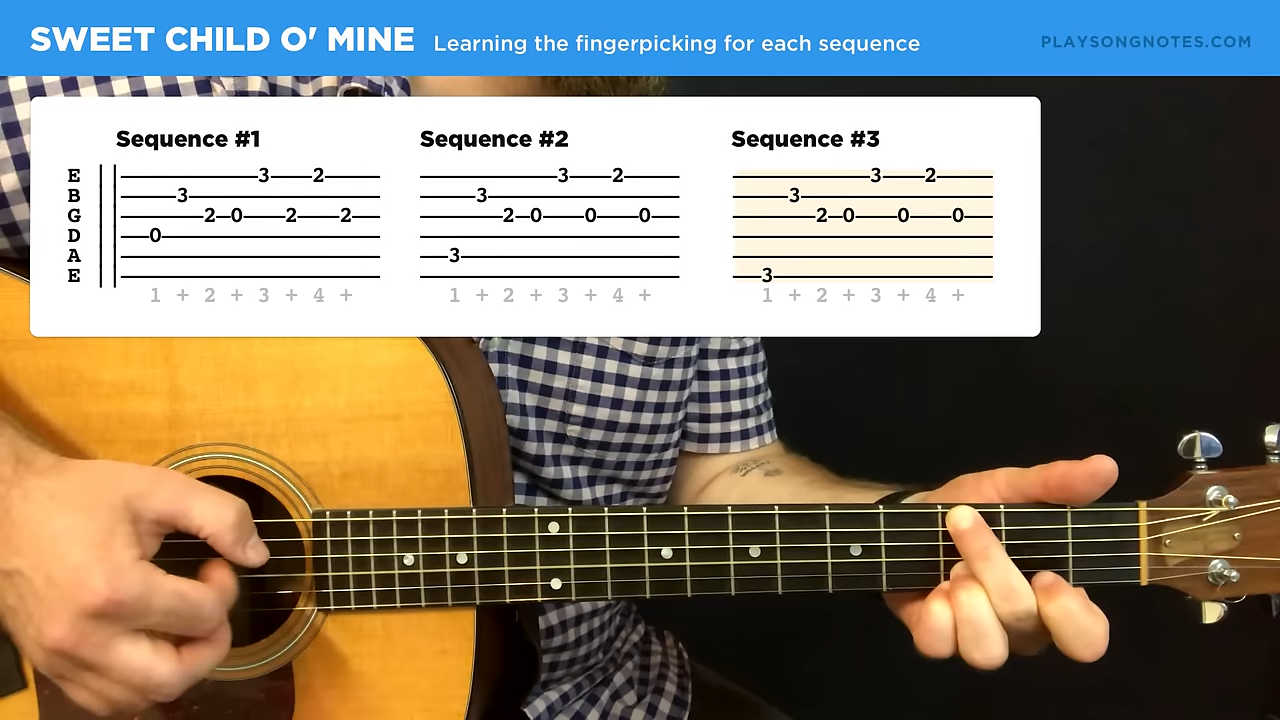 SWEET CHILD O' MINE Learning the fingerpicking for each sequence PLAYSONGNOTES.COM
Sequence #1 Sequence #2 Sequence #3
E 3 2 3 2 3 2
B 3 3 3
G 2 0 2 2 2 0 0 0 2 0 0 0
D 0
A 3
E 3
1 + 2 + 3 + 4 + 1 + 2 + 3 + 4 + 1 + 2 + 3 + 4 +